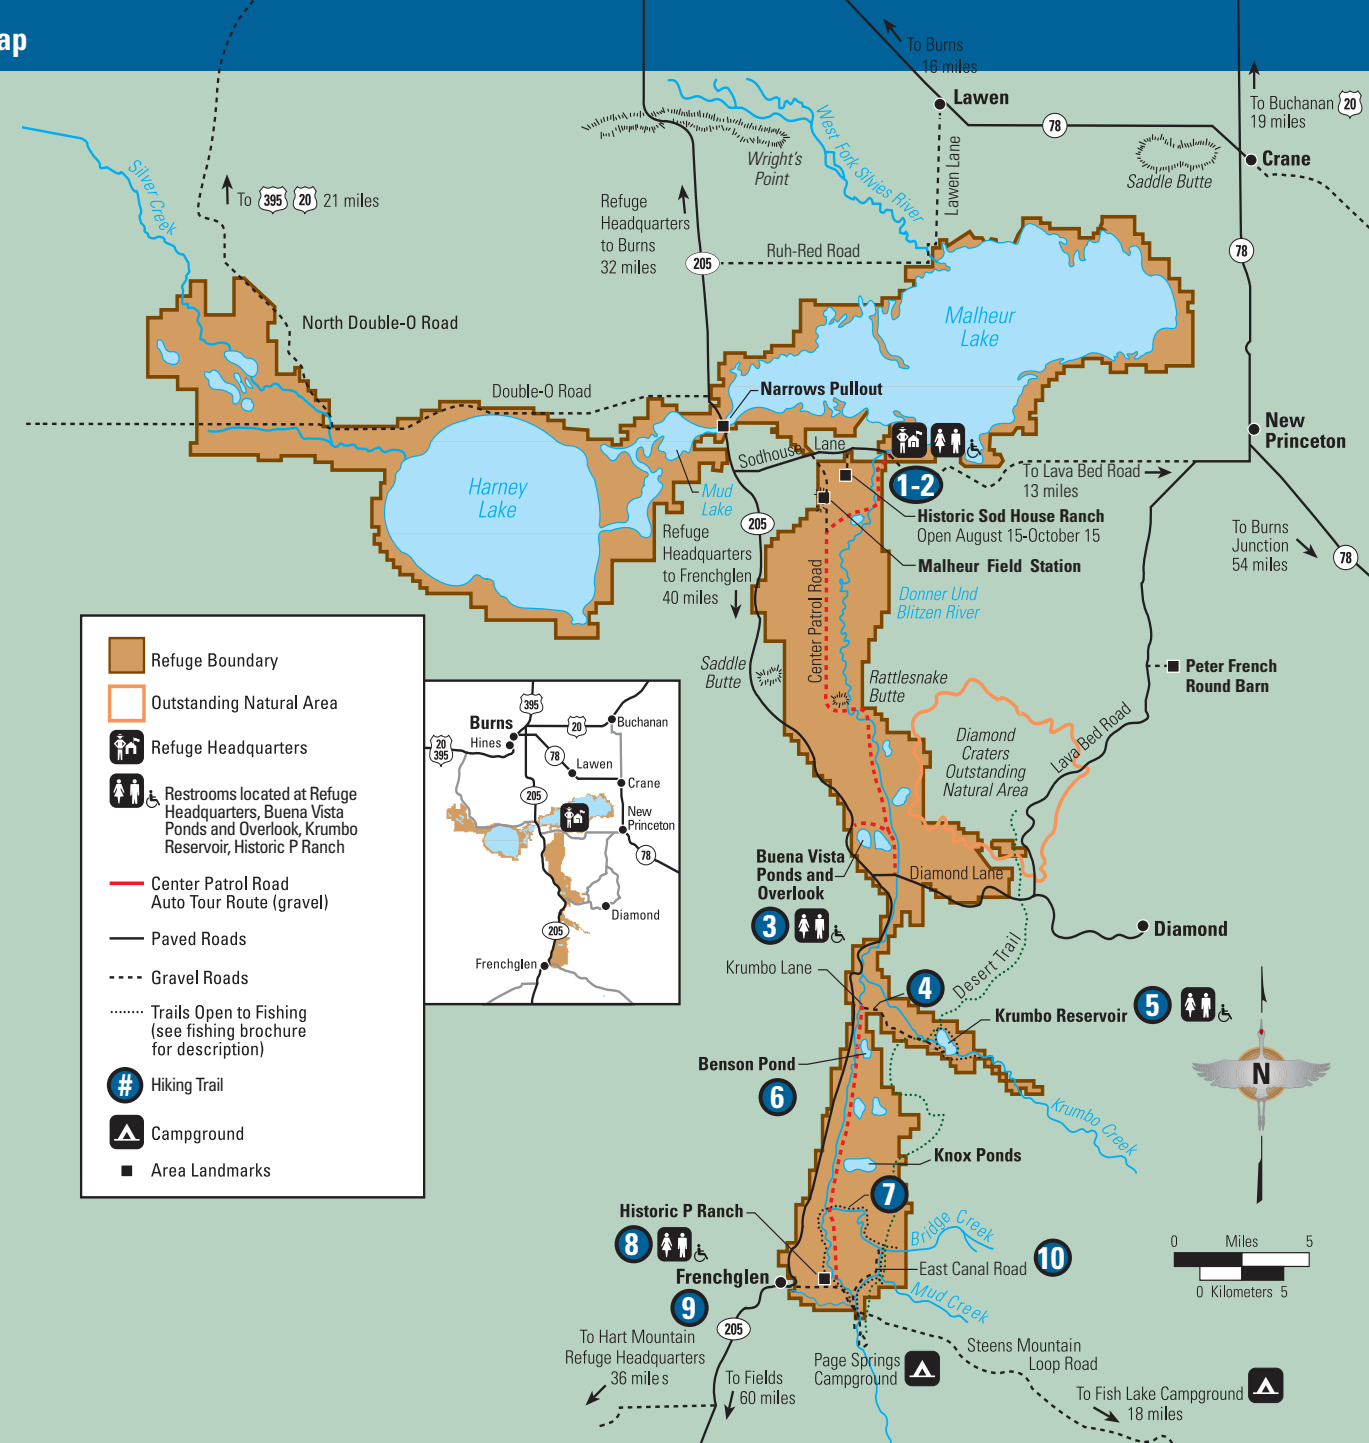 ap
To Burns
16 miles
Lawen
78
To Buchanan 20
19 miles
Crane
Saddle Butte
Lawen Lane
West Fork Silvies River
Wright's
Point
Silver Creek
To 395 20 21 miles
Refuge
Headquarters
to Burns
32 miles
205
Ruh-Red Road
78
North Double-O Road
Malheur
Lake
Double-O Road
Narrows Pullout
New
Princeton
Sodhouse Lane
To Lava Bed Road
13 miles
1-2
Harney
Lake
Mud
Lake
Historic Sod House Ranch
Open August 15-October 15
205
Refuge
Headquarters
to Frenchglen
40 miles
To Burns
Junction
54 miles
78
Malheur Field Station
Donner Und
Blitzen River
Center Patrol Road
Saddle
Butte
Rattlesnake
Butte
Peter French
Round Barn
Lava Bed Road
Diamond
Craters
Outstanding
Natural Area
Refuge Boundary
Outstanding Natural Area
Refuge Headquarters
Restrooms located at Refuge
Headquarters, Buena Vista
Ponds and Overlook, Krumbo
Reservoir, Historic P Ranch
Center Patrol Road
Auto Tour Route (gravel)
Paved Roads
Gravel Roads
Trails Open to Fishing
(see fishing brochure
for description)
# Hiking Trail
Campground
Area Landmarks
395
Burns
Hines
20
Buchanan
20
395
78
Lawen
Crane
205
New
Princeton
78
Diamond
205
Frenchglen
Buena Vista
Ponds and
Overlook
3
Diamond Lane
Diamond
Desert Trail
Krumbo Lane
4
Krumbo Reservoir
5
Benson Pond
6
Krumbo Creek
N
Knox Ponds
7
Historic P Ranch
8
Bridge Creek
East Canal Road
10
Mud Creek
Frenchglen
9
0 Miles 5
0 Kilometers 5
205
To Hart Mountain
Refuge Headquarters
36 miles
To Fields
60 miles
Page Springs
Campground
Steens Mountain
Loop Road
To Fish Lake Campground
18 miles